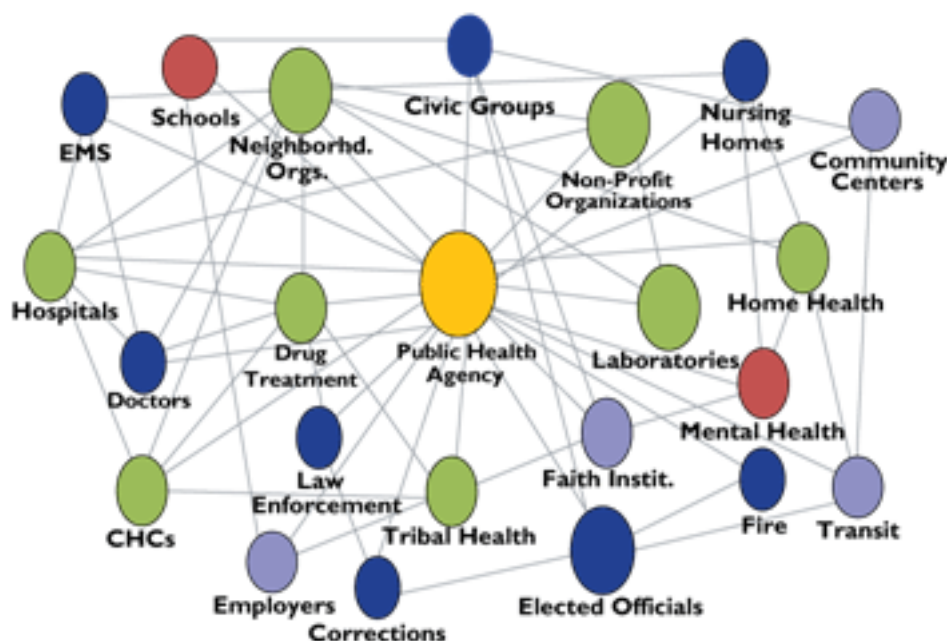 Civic Groups
Schools
Nursing
Homes
EMS
Neighborhd.
Orgs.
Community
Centers
Non-Profit
Organizations
Hospitals
Home Health
Drug
Treatment
Public Health
Agency
Laboratories
Doctors
Mental Health
Law
Enforcement
Faith Instit.
CHCs
Tribal Health
Fire
Transit
Employers
Elected Officials
Corrections